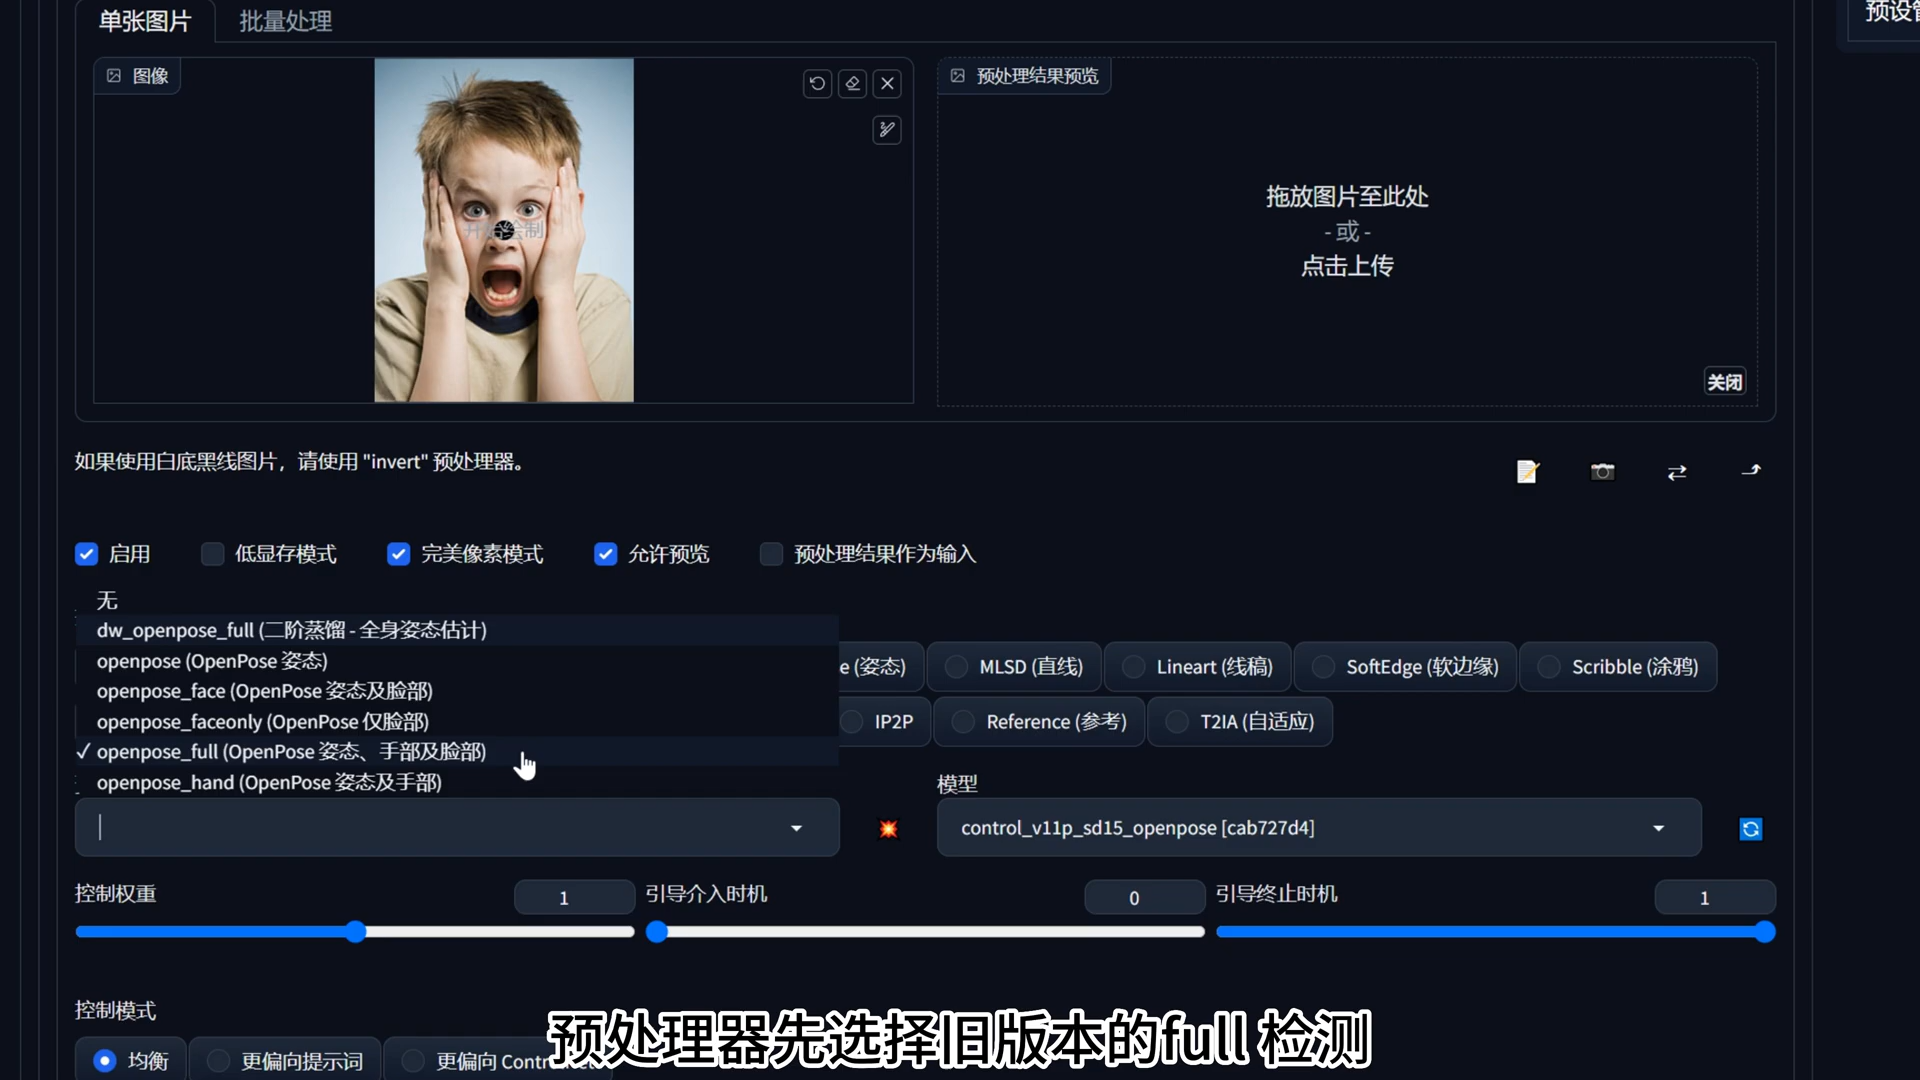 单张图片
批量处理
预设管
图像
预处理结果预览
开始绘制
拖放图片至此处
- 或 -
点击上传
关闭
如果使用白底黑线图片，请使用 "invert" 预处理器。
启用
低显存模式
完美像素模式
允许预览
预处理结果作为输入
无
dw_openpose_full (二阶蒸馏 - 全身姿态估计)
openpose (OpenPose 姿态)
openpose_face (OpenPose 姿态及脸部)
openpose_faceonly (OpenPose 仅脸部)
✓ openpose_full (OpenPose 姿态、手部及脸部)
openpose_hand (OpenPose 姿态及手部)
e (姿态)
MLSD (直线)
Lineart (线稿)
SoftEdge (软边缘)
Scribble (涂鸦)
IP2P
Reference (参考)
T2IA (自适应)
模型
control_v11p_sd15_openpose [cab727d4]
控制权重
1
引导介入时机
0
引导终止时机
1
控制模式
均衡
更偏向提示词
更偏向 Contr
预处理器先选择旧版本的full 检测